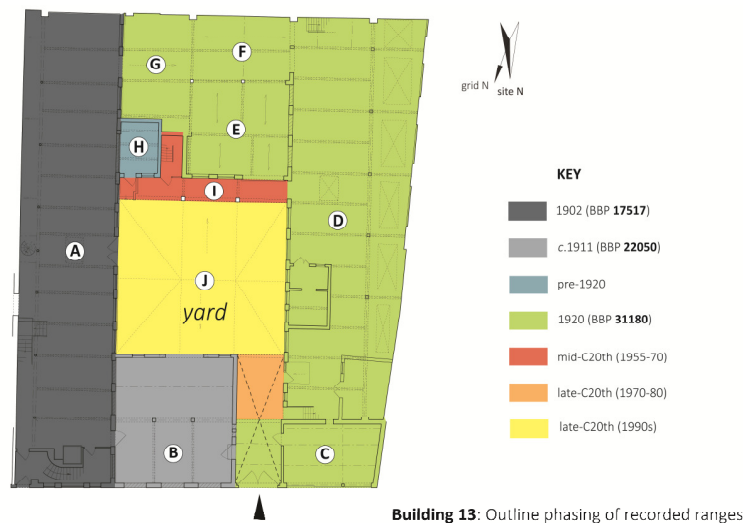 G
F
E
H
I
D
A
J
yard
B
C
grid N
site N
KEY
1902 (BBP 17517)
c.1911 (BBP 22050)
pre-1920
1920 (BBP 31180)
mid-C20th (1955-70)
late-C20th (1970-80)
late-C20th (1990s)
Building 13: Outline phasing of recorded ranges